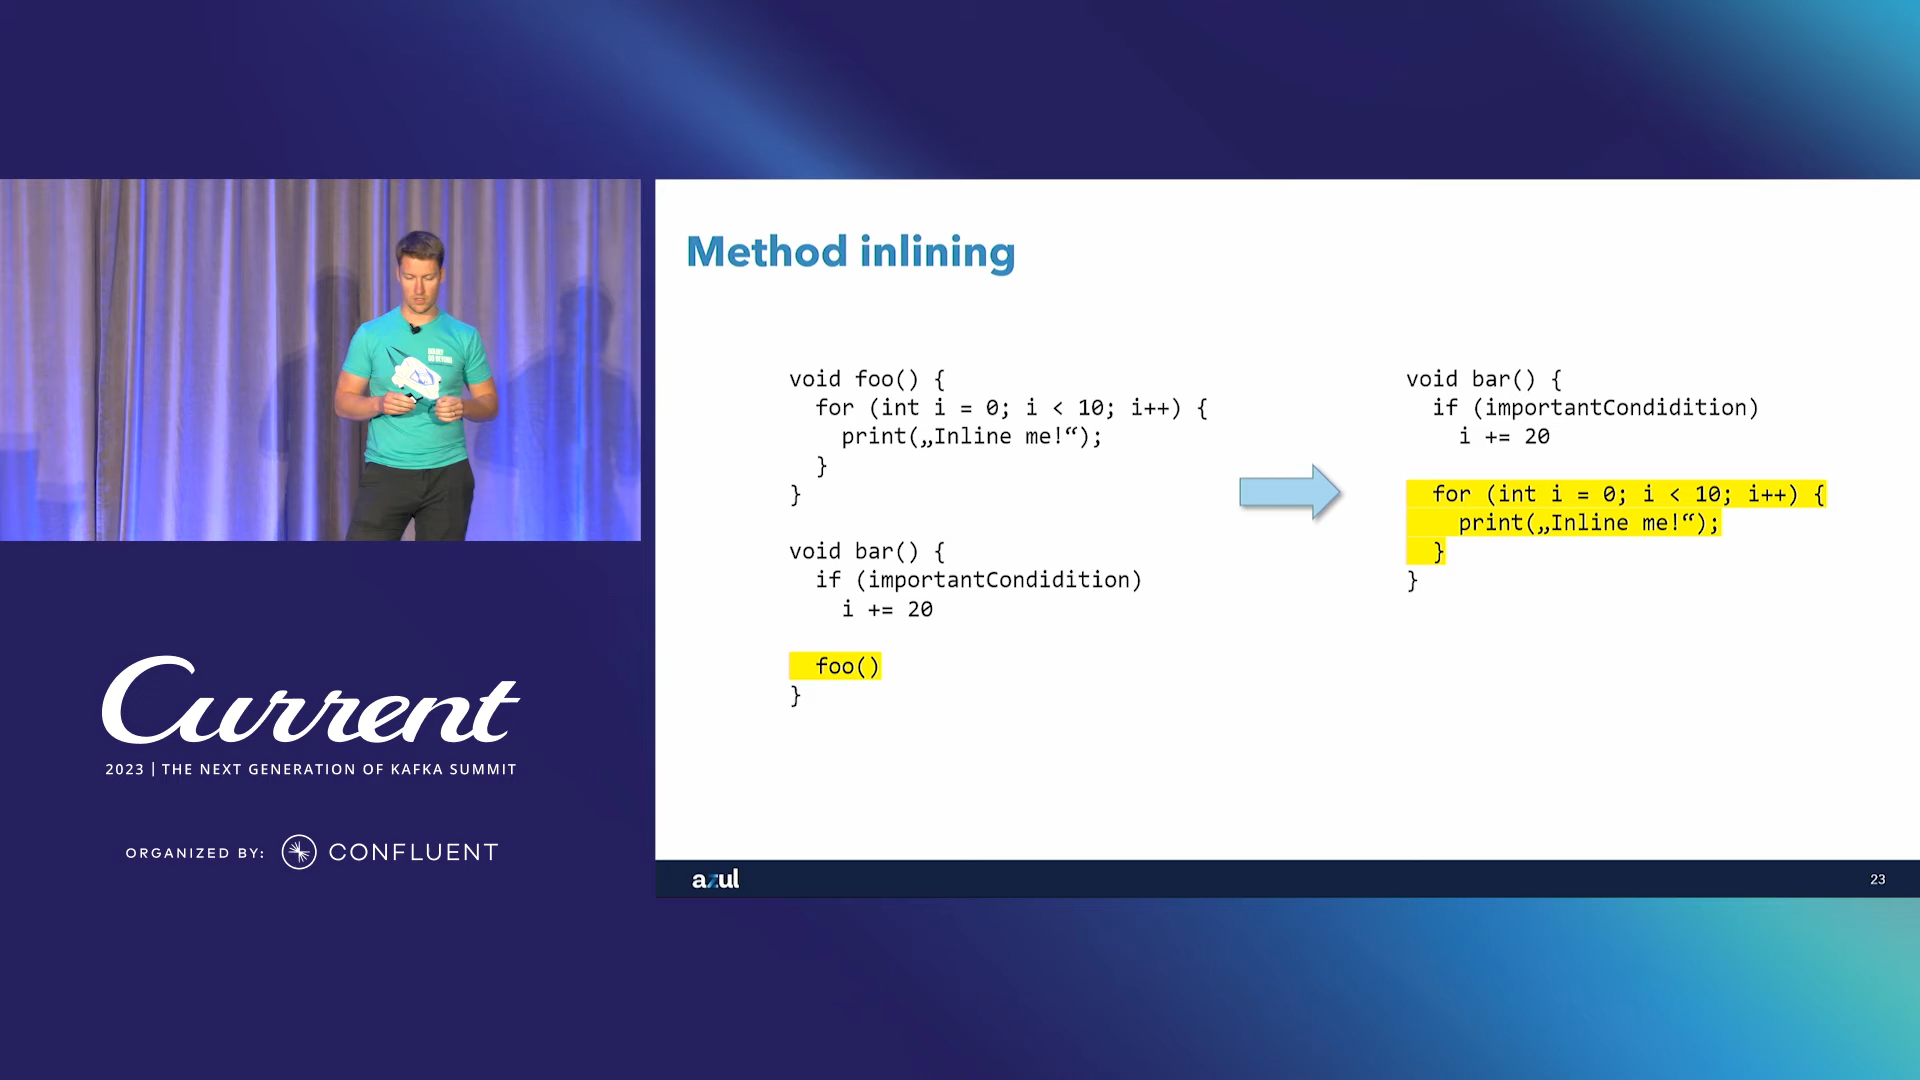 Method inlining
void foo() {
for (int i = 0; i < 10; i++) {
print(„Inline me!“);
}
}
void bar() {
if (importantCondidition)
i += 20
foo()
}
void bar() {
if (importantCondidition)
i += 20
for (int i = 0; i < 10; i++) {
print(„Inline me!“);
}
}
azul
23
Current
2023 | THE NEXT GENERATION OF KAFKA SUMMIT
ORGANIZED BY: CONFLUENT